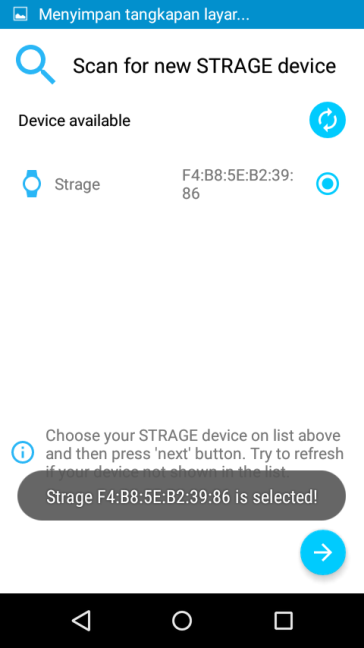 Menyimpan tangkapan layar...
Scan for new STRAGE device
Device available
Strage
F4:B8:5E:B2:39:
86
Choose your STRAGE device on list above
and then press 'next' button. Try to refresh
if your device not shown in the list.
Strage F4:B8:5E:B2:39:86 is selected!